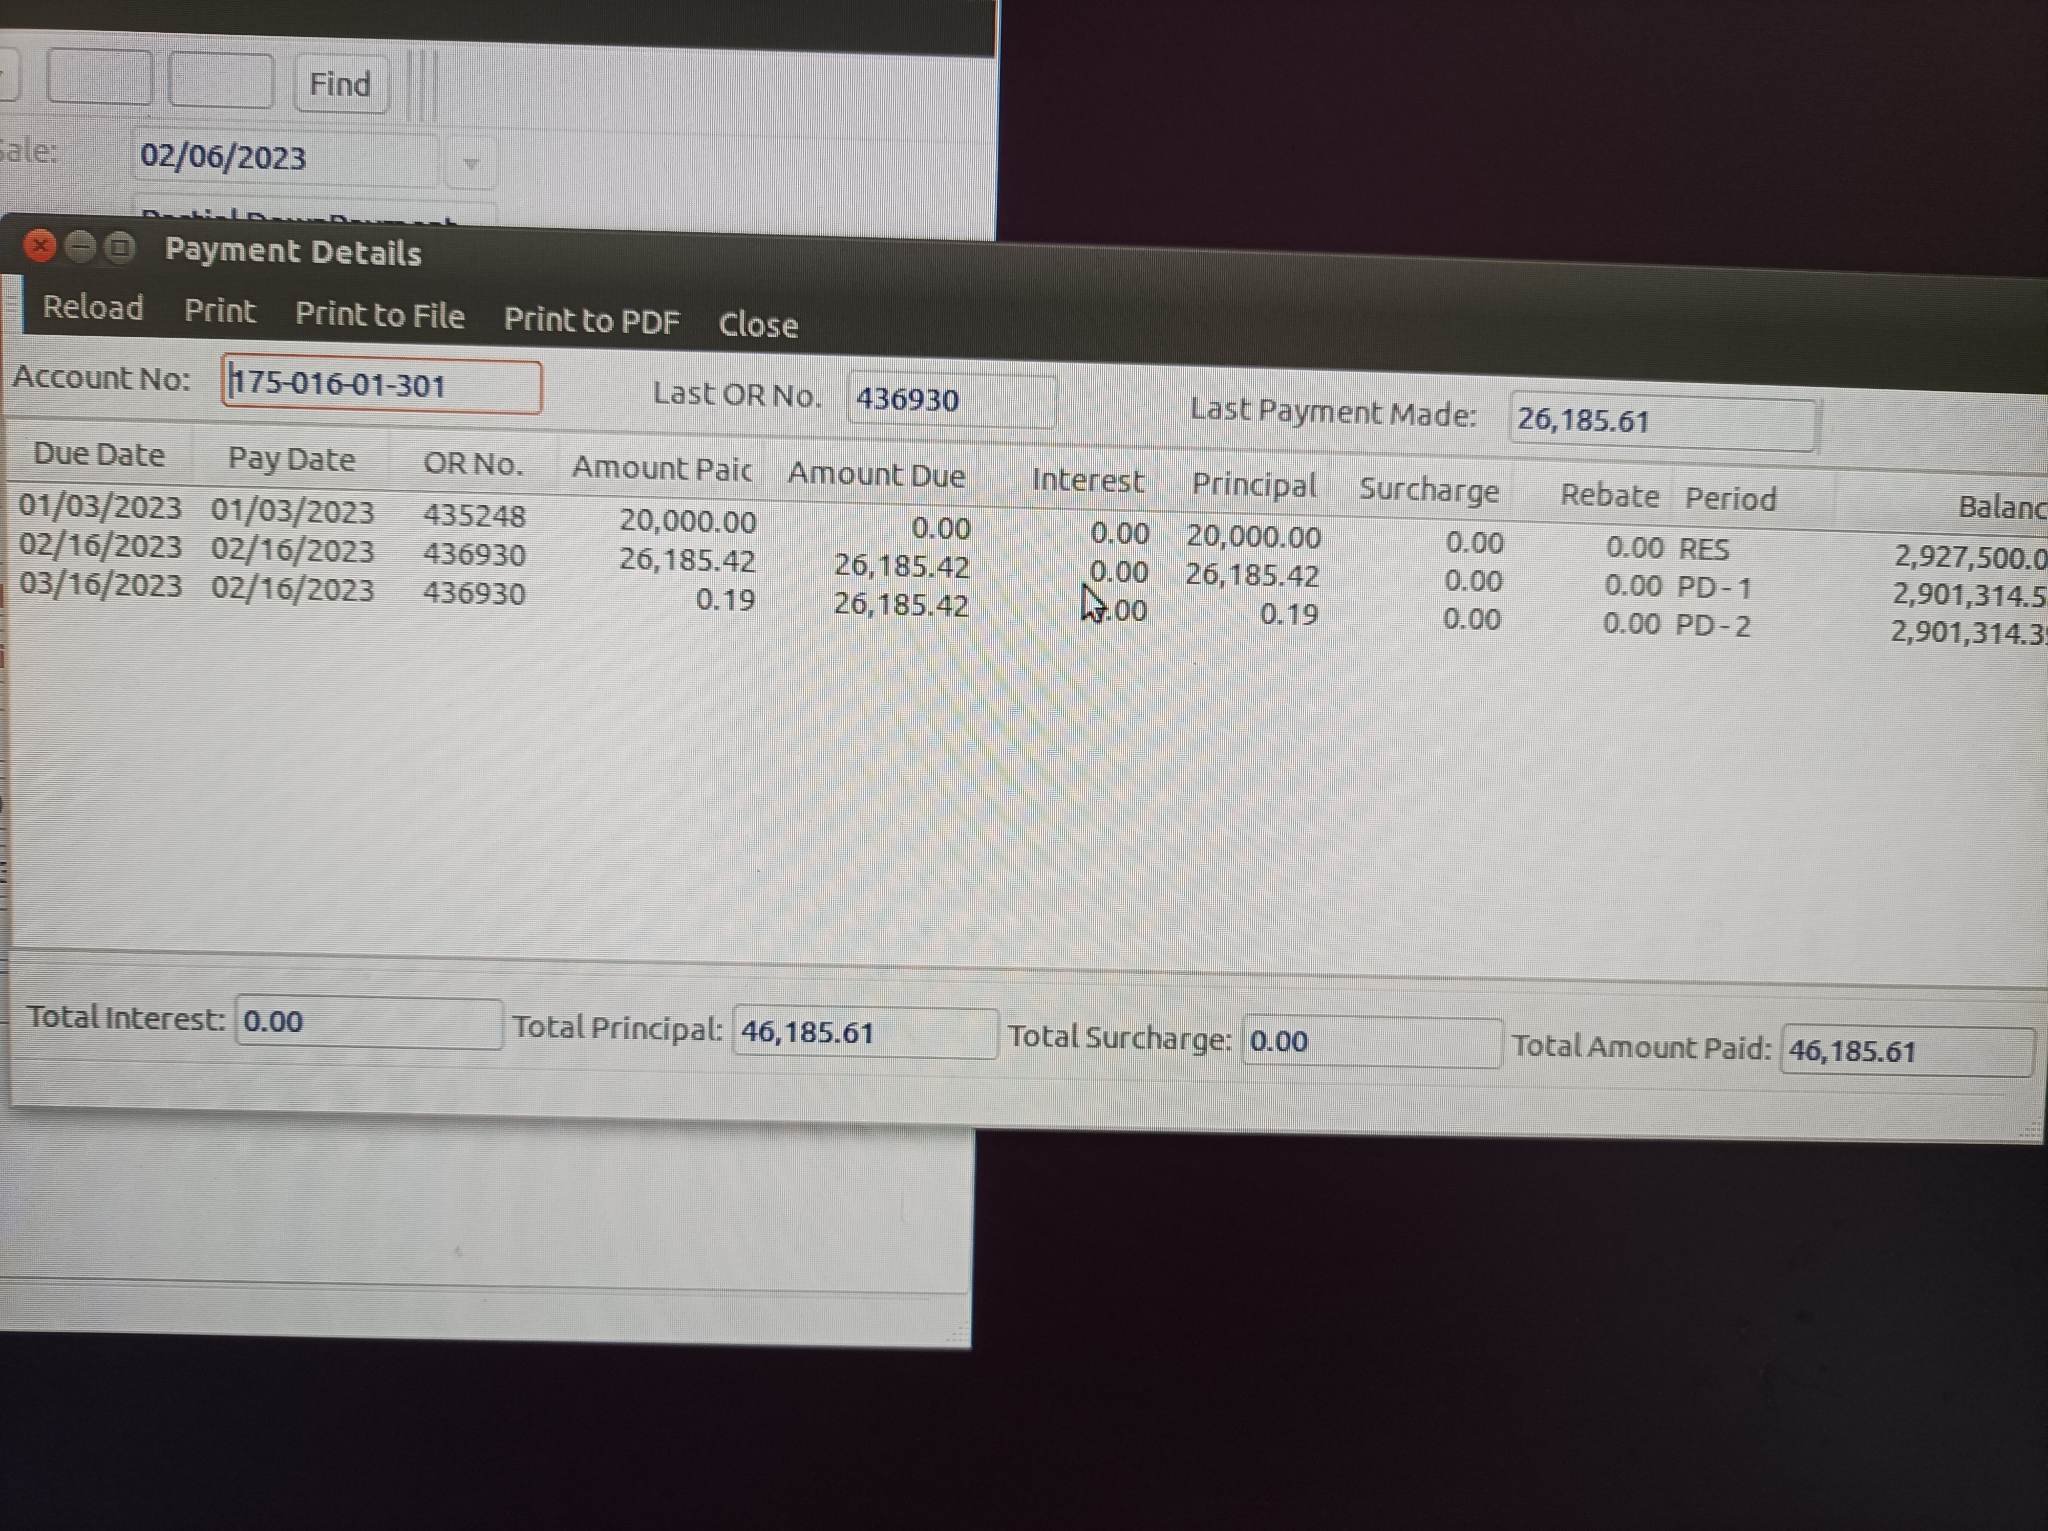 Find
02/06/2023
Payment Details
Reload Print Print to File Print to PDF Close
Account No: 175-016-01-301 Last OR No. 436930 Last Payment Made: 26,185.61
Due Date Pay Date OR No. Amount Paid Amount Due Interest Principal Surcharge Rebate Period Balanc
01/03/2023 01/03/2023 435248 20,000.00 0.00 0.00 20,000.00 0.00 0.00 RES 2,927,500.0
02/16/2023 02/16/2023 436930 26,185.42 26,185.42 0.00 26,185.42 0.00 0.00 PD - 1 2,901,314.5
03/16/2023 02/16/2023 436930 0.19 26,185.42 .00 0.19 0.00 0.00 PD - 2 2,901,314.3
Total Interest: 0.00 Total Principal: 46,185.61 Total Surcharge: 0.00 Total Amount Paid: 46,185.61